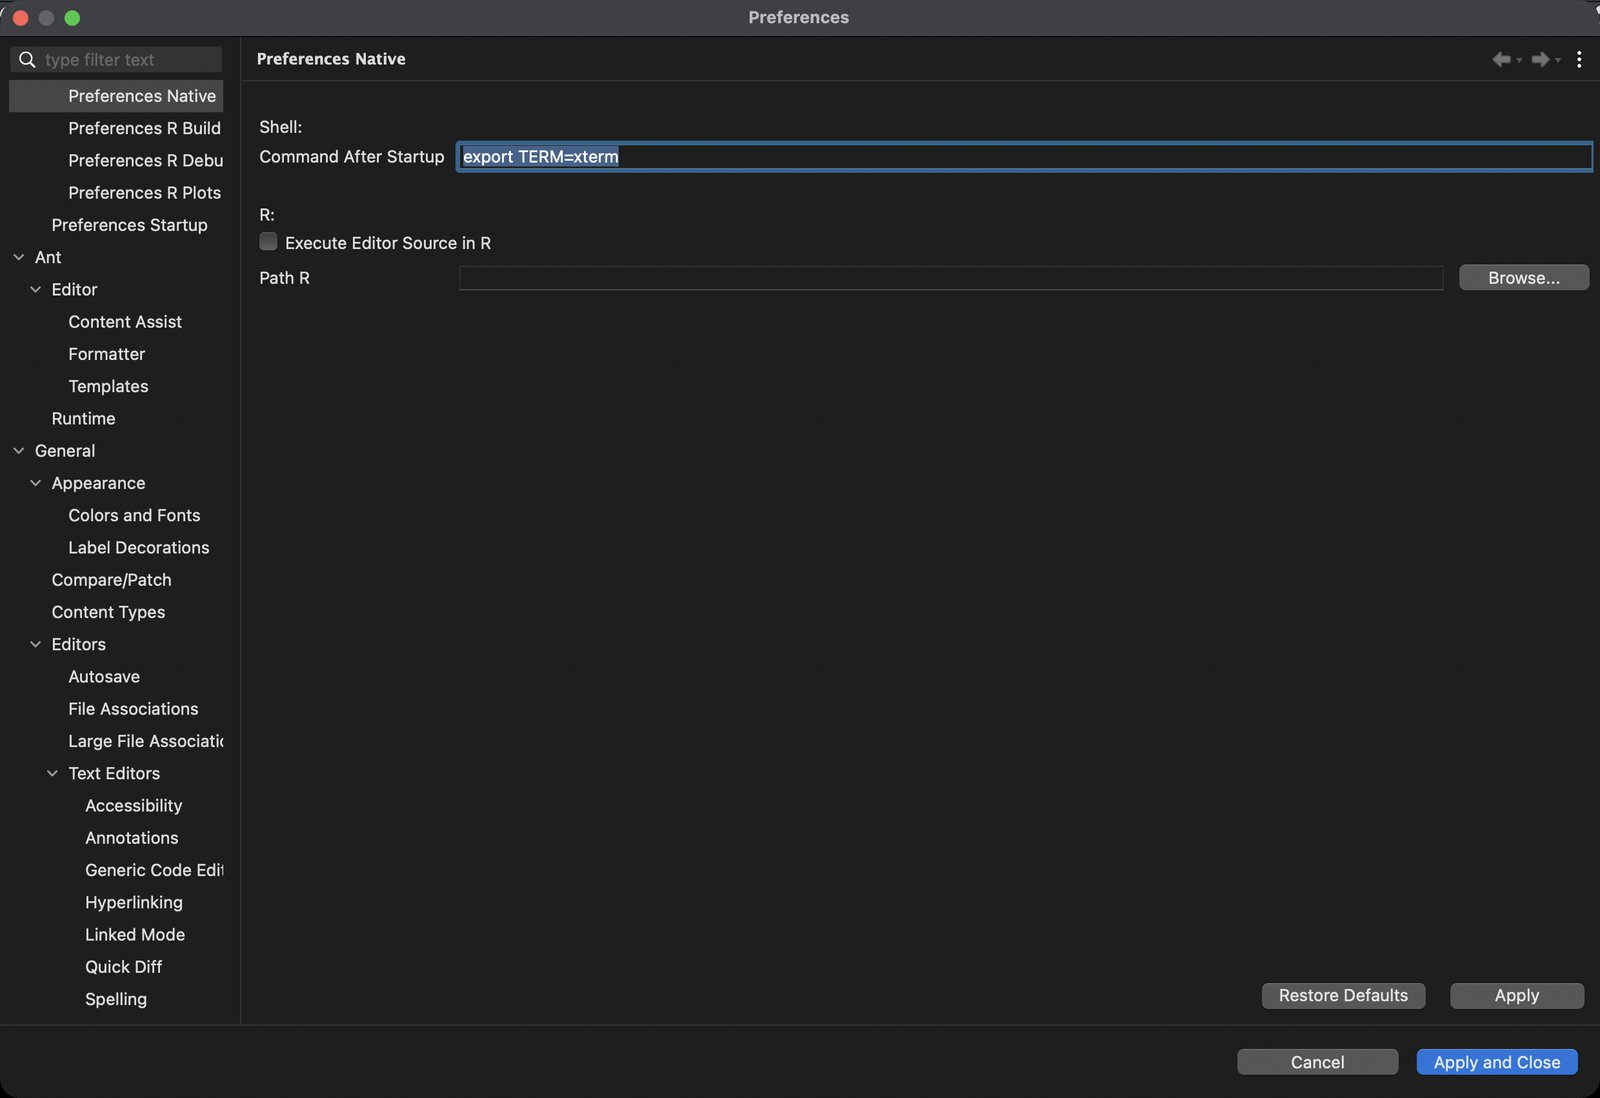 Preferences
type filter text
Preferences Native
Preferences R Build
Preferences R Debu
Preferences R Plots
Preferences Startup
Ant
Editor
Content Assist
Formatter
Templates
Runtime
General
Appearance
Colors and Fonts
Label Decorations
Compare/Patch
Content Types
Editors
Autosave
File Associations
Large File Associatio
Text Editors
Accessibility
Annotations
Generic Code Edit
Hyperlinking
Linked Mode
Quick Diff
Spelling
Preferences Native
Shell:
Command After Startup export TERM=xterm
R:
Execute Editor Source in R
Path R Browse...
Restore Defaults Apply
Cancel Apply and Close